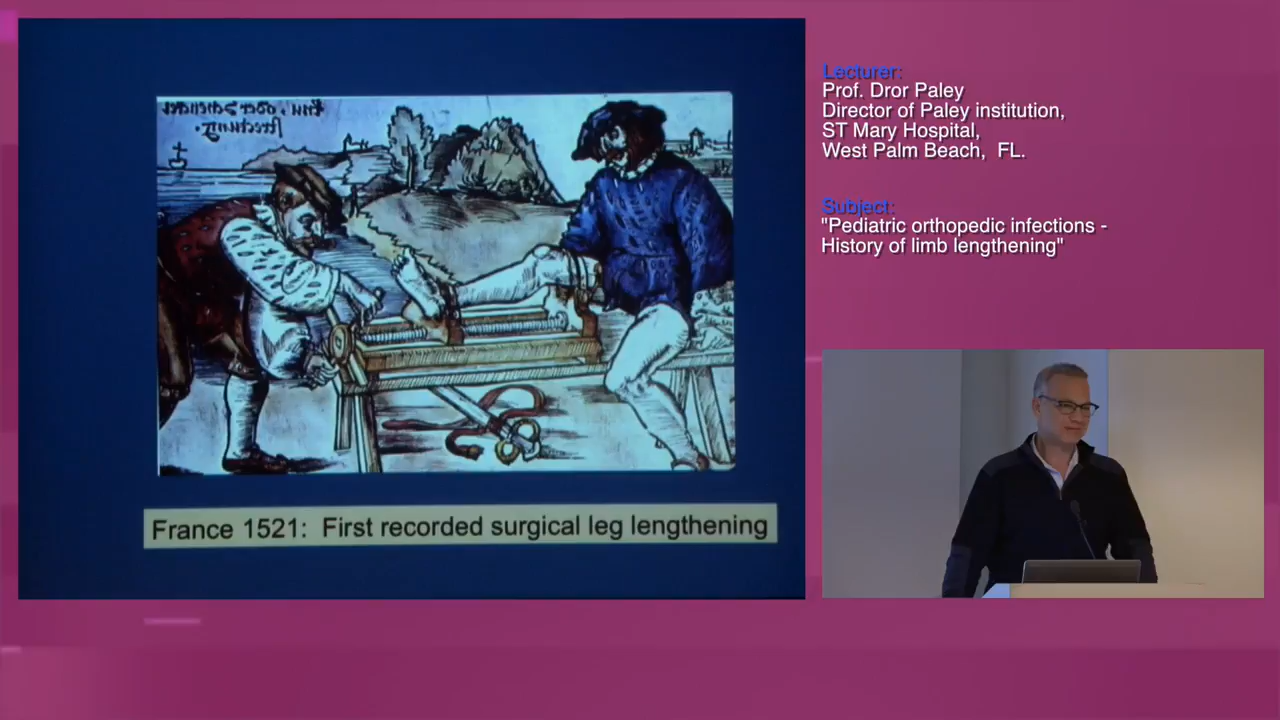 France 1521: First recorded surgical leg lengthening
Lecturer:
Prof. Dror Paley
Director of Paley institution,
ST Mary Hospital,
West Palm Beach, FL.
Subject:
"Pediatric orthopedic infections -
History of limb lengthening"